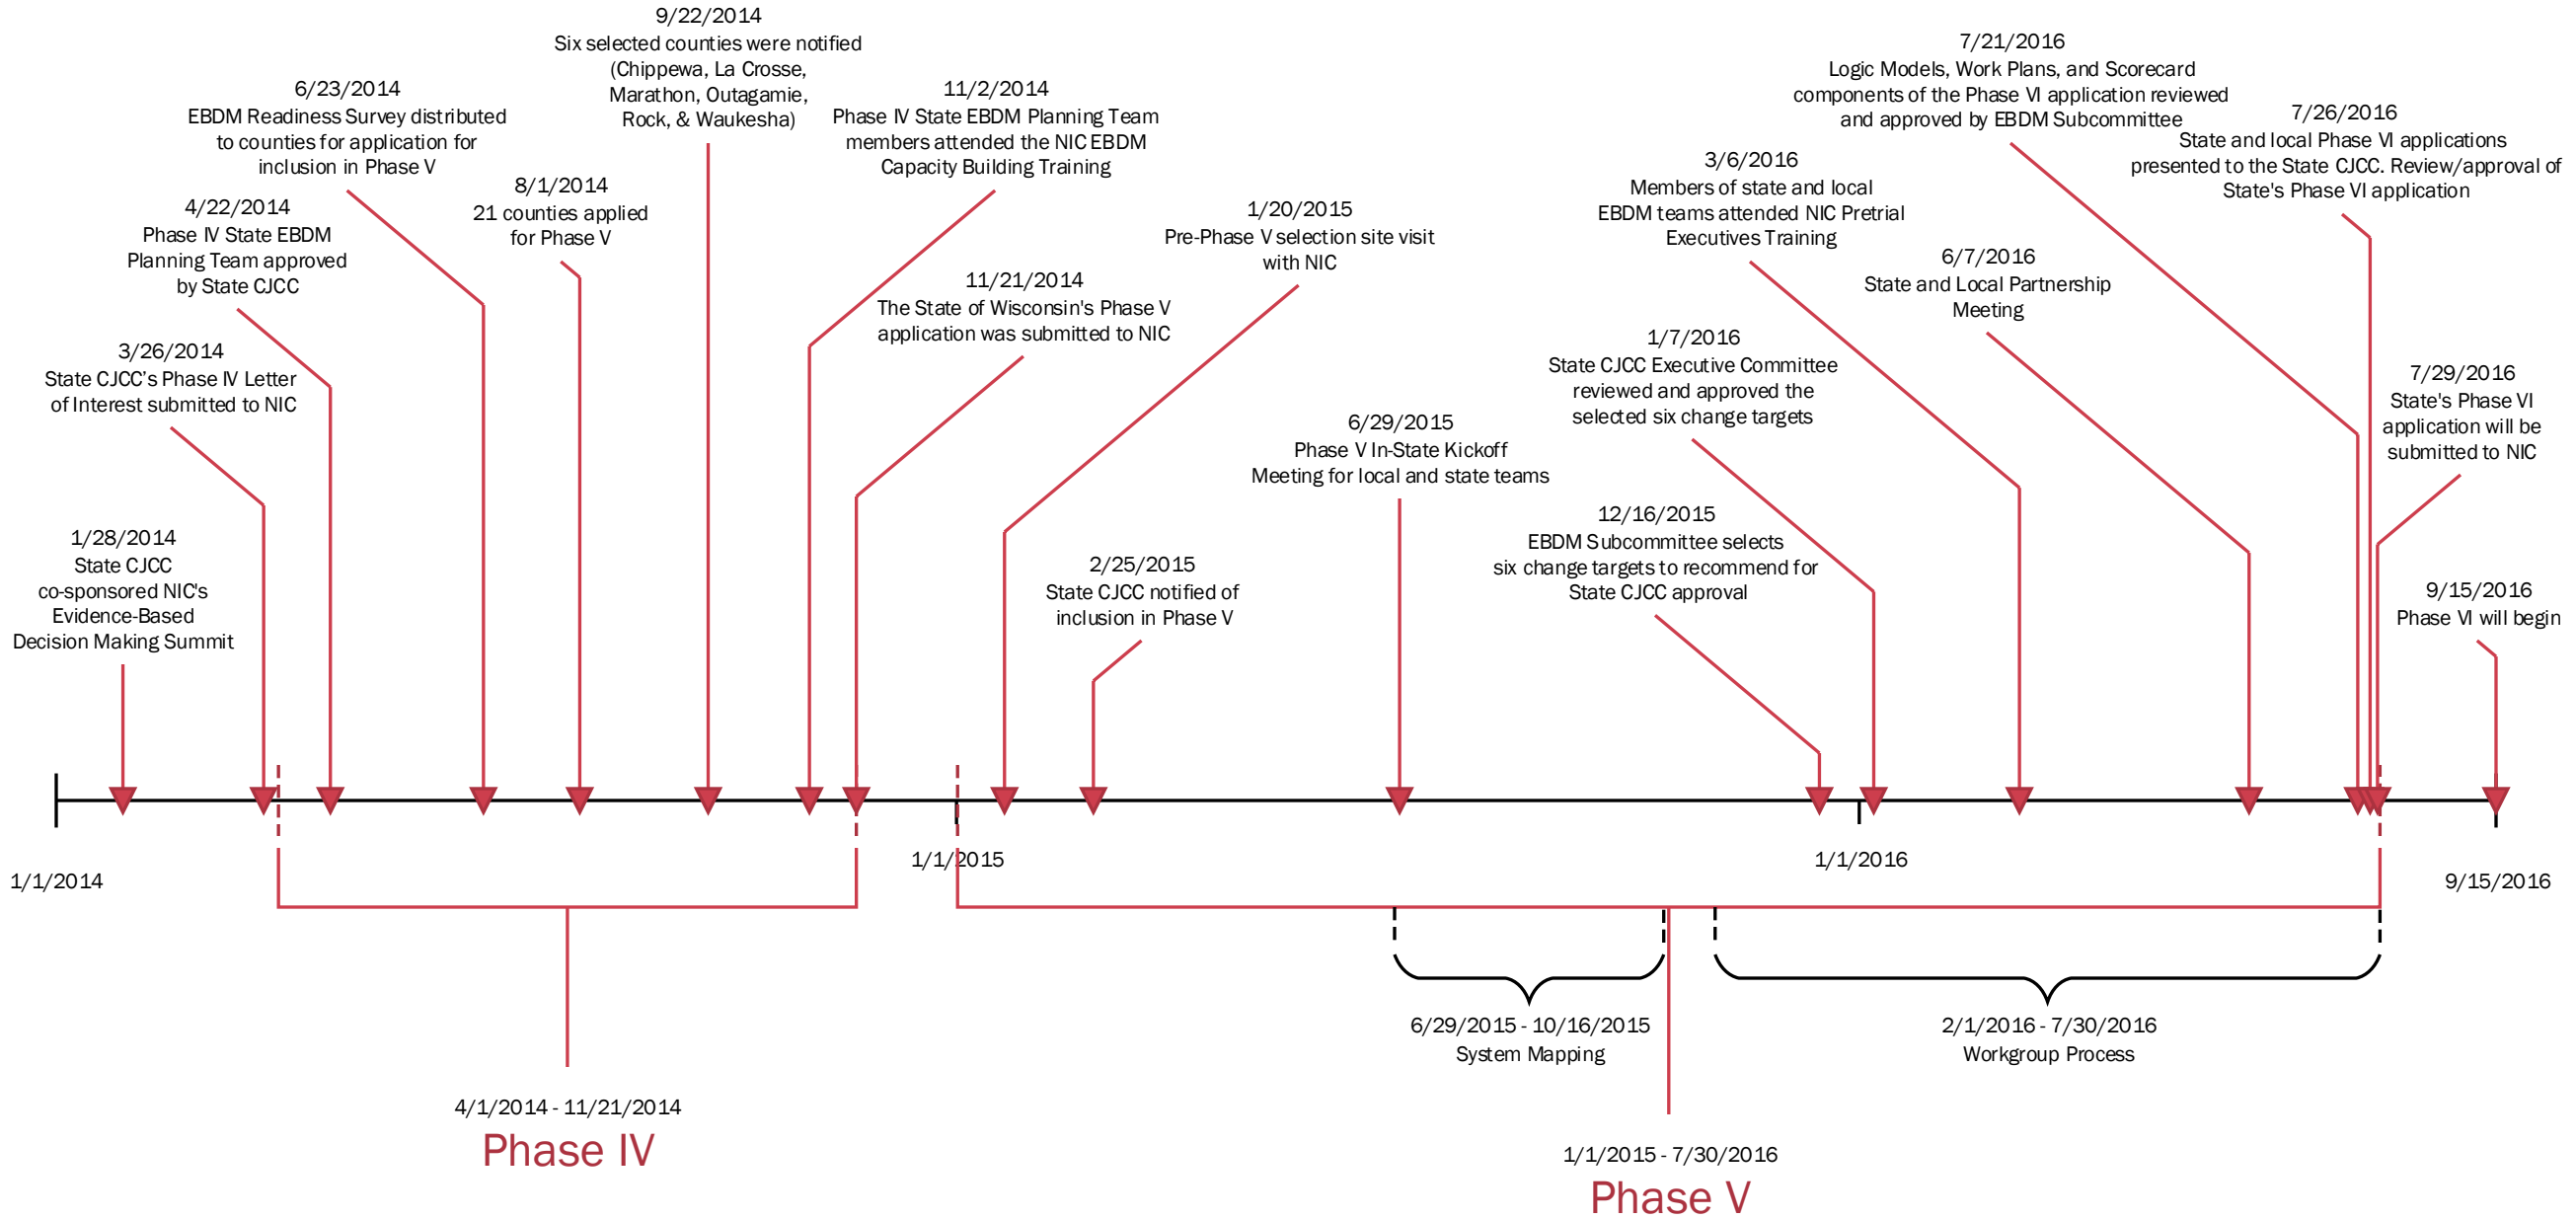 9/22/2014
Six selected counties were notified
(Chippewa, La Crosse,
Marathon, Outagamie,
Rock, & Waukesha)
7/21/2016
Logic Models, Work Plans, and Scorecard
components of the Phase VI application reviewed
and approved by EBDM Subcommittee
6/23/2014
EBDM Readiness Survey distributed
to counties for application for
inclusion in Phase V
11/2/2014
Phase IV State EBDM Planning Team
members attended the NIC EBDM
Capacity Building Training
7/26/2016
State and local Phase VI applications
presented to the State CJCC. Review/approval of
State's Phase VI application
3/6/2016
Members of state and local
EBDM teams attended NIC Pretrial
Executives Training
8/1/2014
21 counties applied
for Phase V
4/22/2014
Phase IV State EBDM
Planning Team approved
by State CJCC
1/20/2015
Pre-Phase V selection site visit
with NIC
6/7/2016
State and Local Partnership
Meeting
11/21/2014
The State of Wisconsin's Phase V
application was submitted to NIC
1/7/2016
State CJCC Executive Committee
reviewed and approved the
selected six change targets
3/26/2014
State CJCC’s Phase IV Letter
of Interest submitted to NIC
7/29/2016
State's Phase VI
application will be
submitted to NIC
6/29/2015
Phase V In-State Kickoff
Meeting for local and state teams
12/16/2015
EBDM Subcommittee selects
six change targets to recommend for
State CJCC approval
1/28/2014
State CJCC
co-sponsored NIC's
Evidence-Based
Decision Making Summit
2/25/2015
State CJCC notified of
inclusion in Phase V
9/15/2016
Phase VI will begin
1/1/2014
1/1/2015
1/1/2016
9/15/2016
6/29/2015 - 10/16/2015
System Mapping
2/1/2016 - 7/30/2016
Workgroup Process
4/1/2014 - 11/21/2014
Phase IV
1/1/2015 - 7/30/2016
Phase V